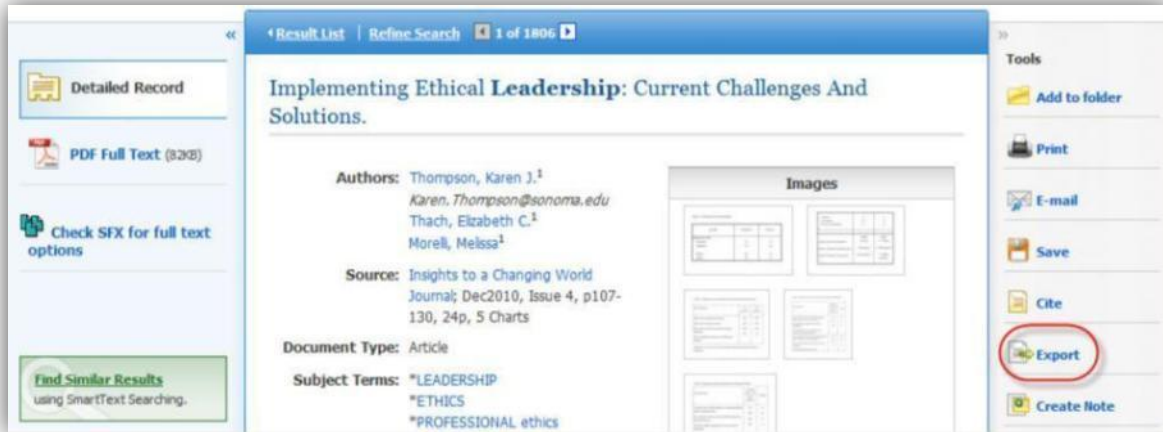 «
Detailed Record
PDF Full Text (82KB)
Check SFX for full text
options
Find Similar Results
using SmartText Searching.
Result List | Refine Search 1 of 1806
Implementing Ethical Leadership: Current Challenges And
Solutions.
Authors: Thompson, Karen J.1
Karen.Thompson@sonoma.edu
Thach, Elizabeth C.1
Morelli, Melissa1
Source: Insights to a Changing World
Journal; Dec2010, Issue 4, p107-
130, 24p, 5 Charts
Document Type: Article
Subject Terms: *LEADERSHIP
*ETHICS
*PROFESSIONAL ethics
Images
»
Tools
Add to folder
Print
E-mail
Save
Cite
Export
Create Note